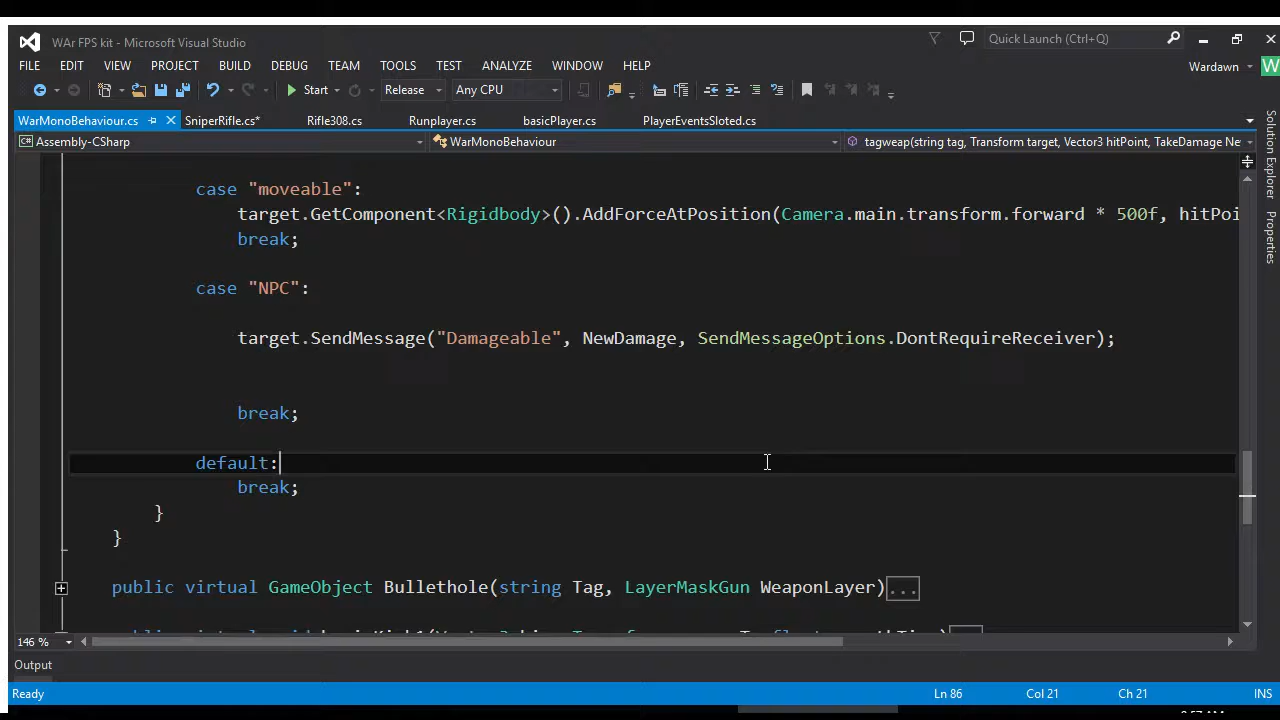 WAr FPS kit - Microsoft Visual Studio
Quick Launch (Ctrl+Q)
FILE EDIT VIEW PROJECT BUILD DEBUG TEAM TOOLS TEST ANALYZE WINDOW HELP
Wardawn W
Start Release Any CPU
WarMonoBehaviour.cs SniperRifle.cs* Rifle308.cs Runplayer.cs basicPlayer.cs PlayerEventsSloted.cs
Assembly-CSharp WarMonoBehaviour tagweap(string tag, Transform target, Vector3 hitPoint, TakeDamage Ne
Solution Explorer
Properties
case "moveable":
target.GetComponent<Rigidbody>().AddForceAtPosition(Camera.main.transform.forward * 500f, hitPoi
break;
case "NPC":
target.SendMessage("Damageable", NewDamage, SendMessageOptions.DontRequireReceiver);
break;
default:
break;
}
}
public virtual GameObject Bullethole(string Tag, LayerMaskGun WeaponLayer)...
146 %
Output
Ready Ln 86 Col 21 Ch 21 INS